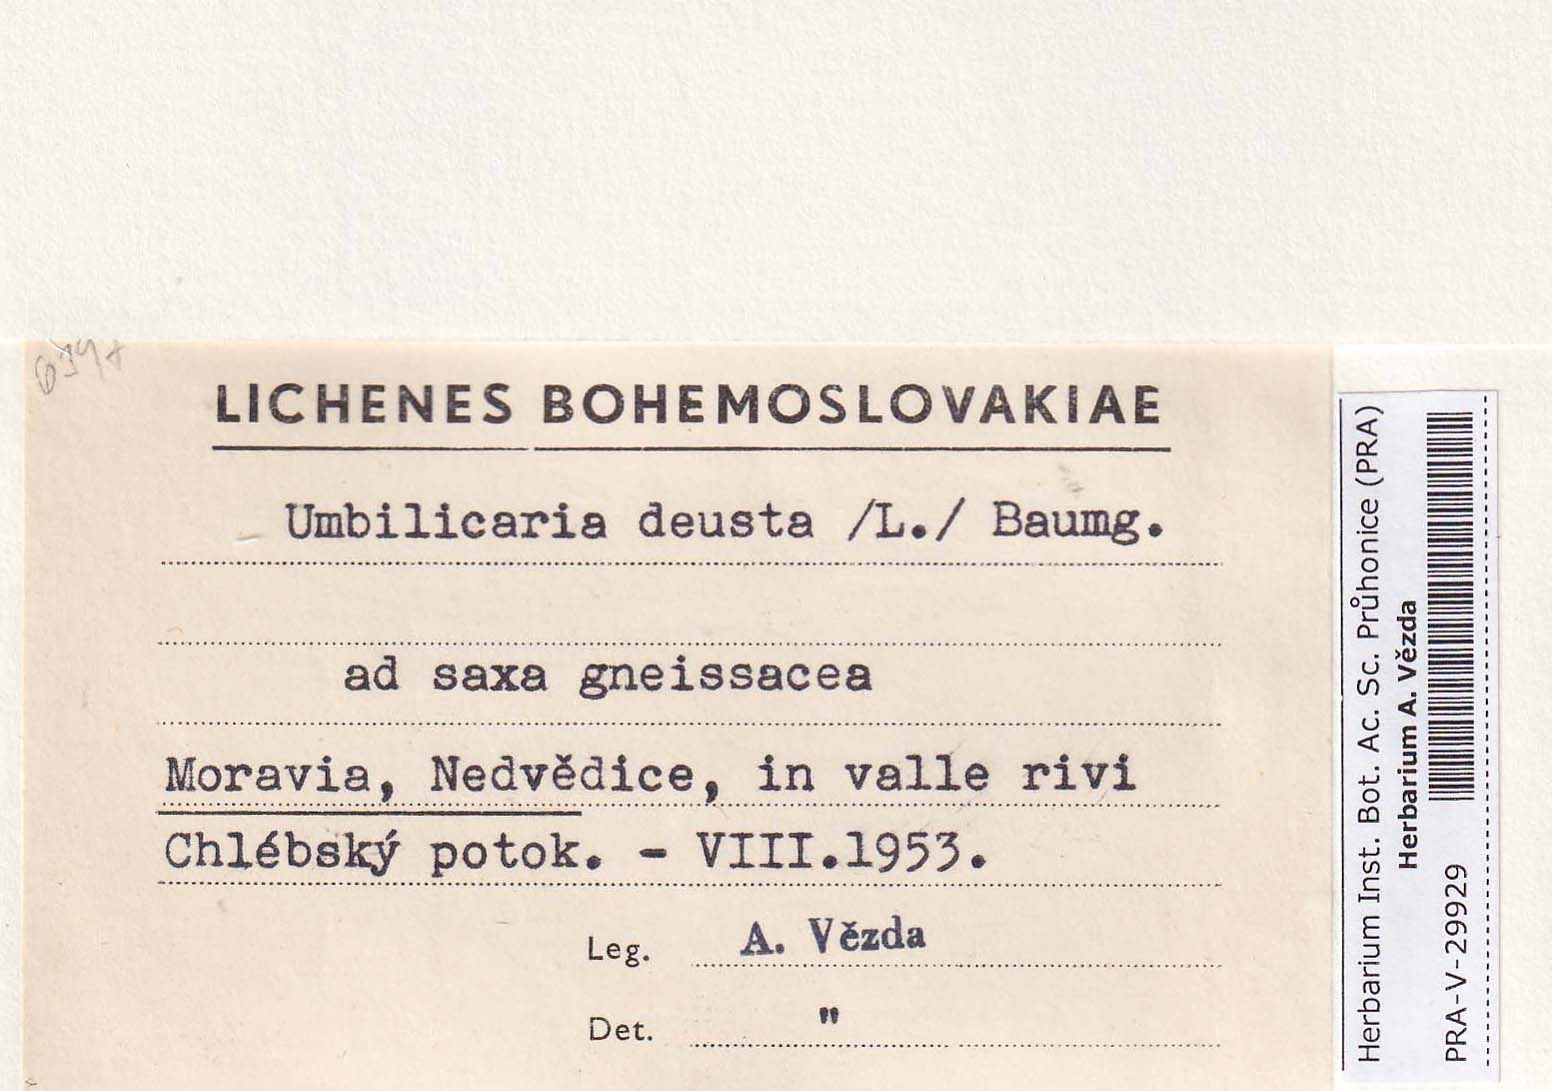 LICHENES BOHEMOSLOVAKIAE
Umbilicaria deusta /L./ Baumg.
ad saxa gneissacea
Moravia, Nedvědice, in valle rivi
Chlébský potok. - VIII.1953.
Leg. A. Vězda
Det. "
Herbarium Inst. Bot. Ac. Sc. Průhonice (PRA)
Herbarium A. Vězda
PRA-V-29929